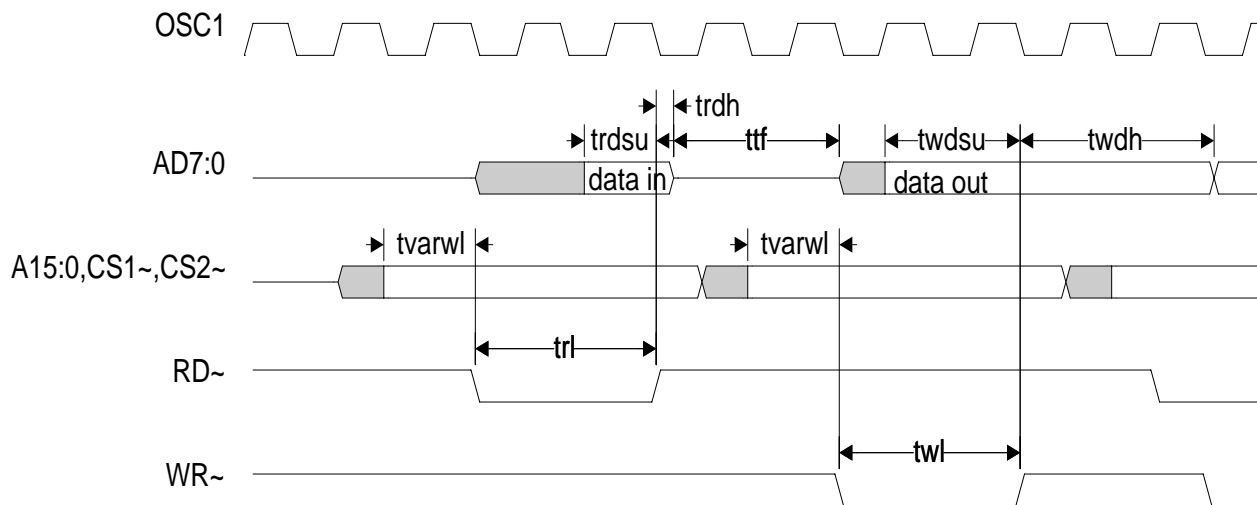 OSC1
trdh
trdsu
ttf
twdsu
twdh
AD7:0
data in
data out
tvarwl
tvarwl
A15:0,CS1~,CS2~
trl
RD~
twl
WR~